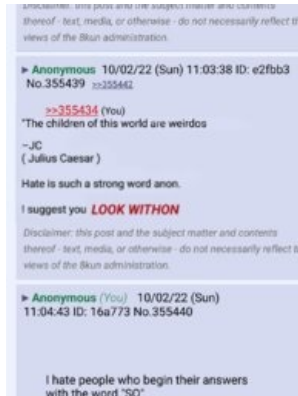 Disclaimer: this post and the subject matter and contents
thereof - text, media, or otherwise - do not necessarily reflect t
views of the 8kun administration.
► Anonymous 10/02/22 (Sun) 11:03:38 ID: e2fbb3
No.355439 >>355442
>>355434 (You)
"The children of this world are weirdos
~JC
( Julius Caesar )
Hate is such a strong word anon.
I suggest you LOOK WITHON
Disclaimer: this post and the subject matter and contents
thereof - text, media, or otherwise - do not necessarily reflect t
views of the 8kun administration.
► Anonymous (You) 10/02/22 (Sun)
11:04:43 ID: 16a773 No.355440
I hate people who begin their answers
with the word "SO"